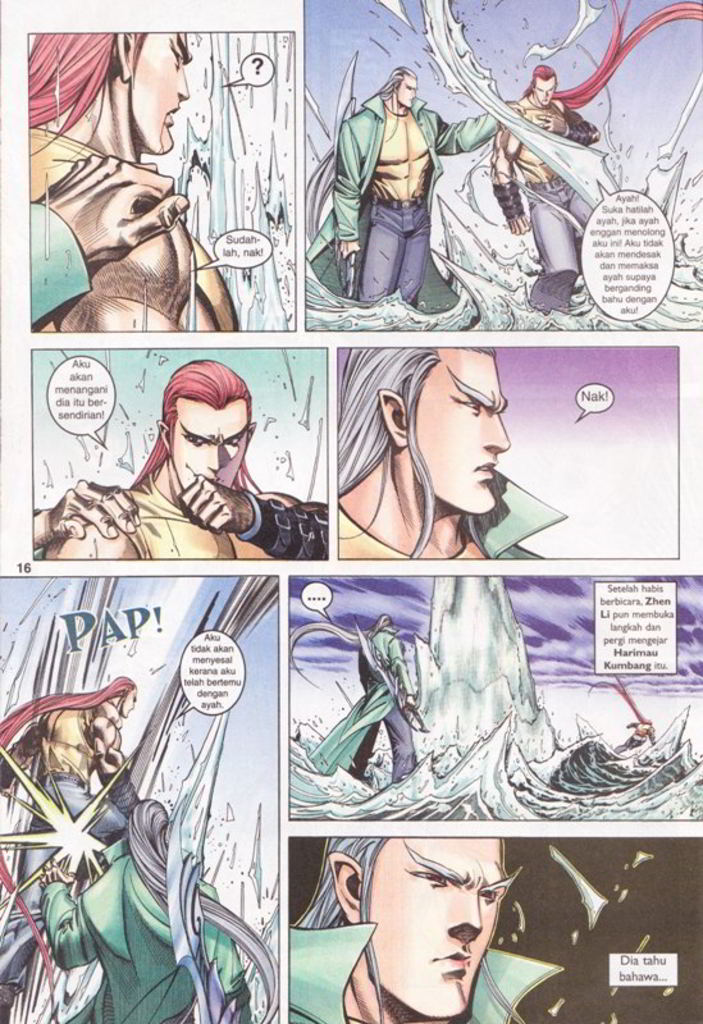 ?
Sudah-
lah, nak!
Ayah!
Suka hatilah
ayah, jika ayah
enggan menolong
aku ini! Aku tidak
mendesak dan
memaksa
ayah supaya
berganding
bahu dengan
aku!
Aku
akan
menangani
dia itu ber-
sendirian!
Nak!
16
PAP!
Aku
tidak akan
menyesal
kerana aku
telah bertemu
dengan
ayah.
....
Setelah habis
berbicara, Zhen
Li pun membuka
langkah dan
pergi mengejar
Harimau
Kumbang itu.
Dia tahu
bahawa...